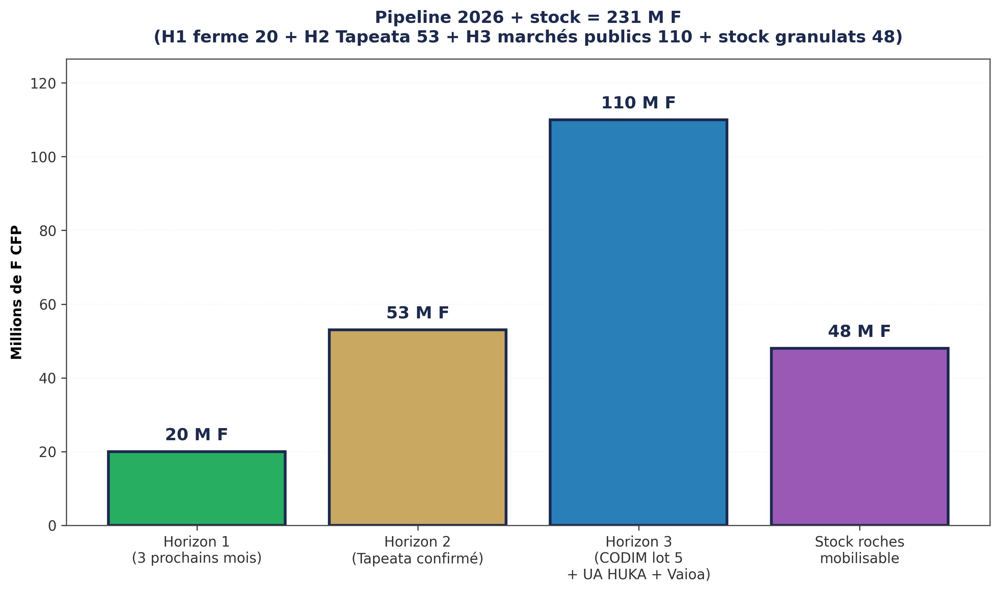 Pipeline 2026 + stock = 231 M F
(H1 ferme 20 + H2 Tapeata 53 + H3 marchés publics 110 + stock granulats 48)
Millions de F CFP
120
100
80
60
40
20
0
20 M F
53 M F
110 M F
48 M F
Horizon 1
(3 prochains mois)
Horizon 2
(Tapeata confirmé)
Horizon 3
(CODIM lot 5
+ UA HUKA + Vaioa)
Stock roches
mobilisable